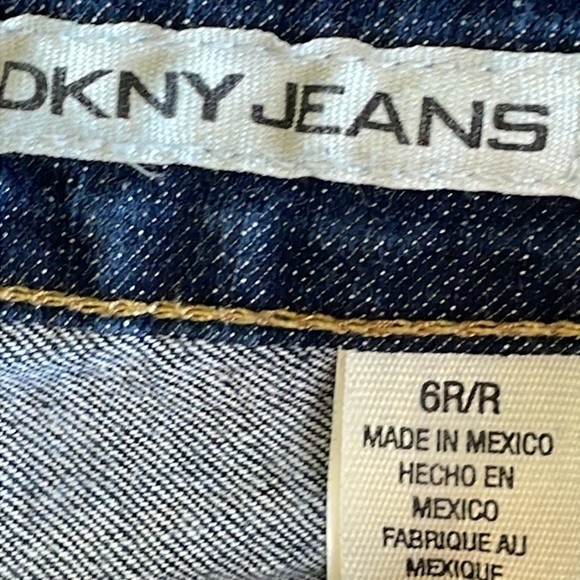 DKNY JEANS
6R/R
MADE IN MEXICO
HECHO EN
MEXICO
FABRIQUE AU
MEXIQUE